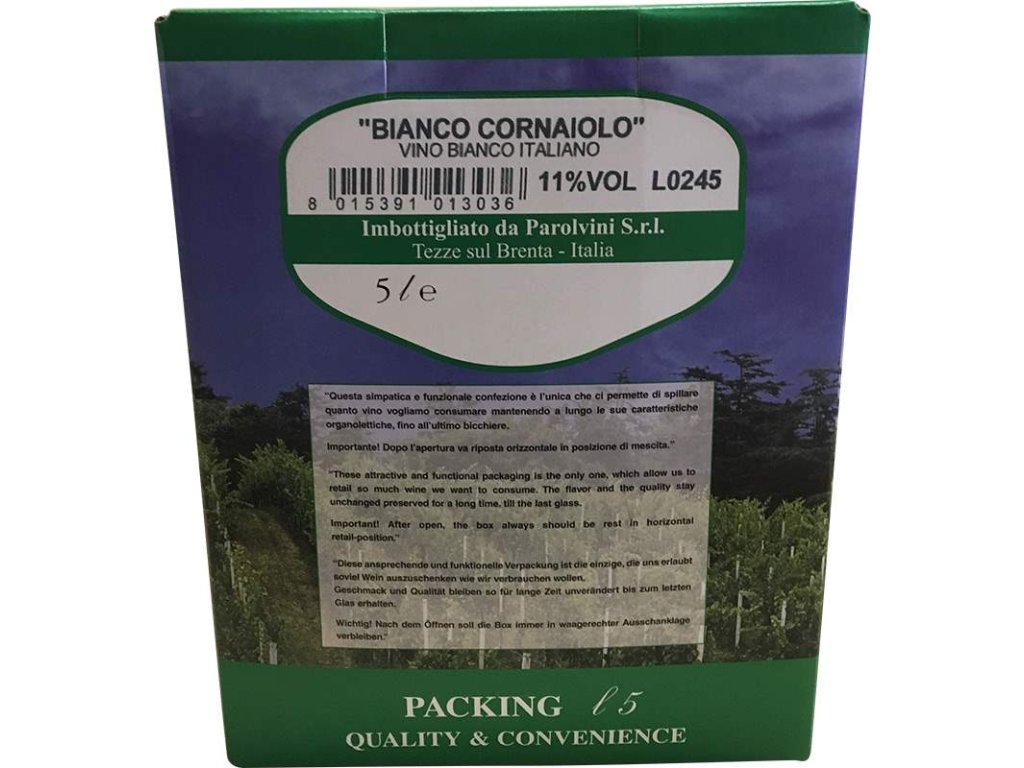 "BIANCO CORNAIOLO"
VINO BIANCO ITALIANO
8 015391 013036
11%VOL L0245
Imbottigliato da Parolvini S.r.l.
Tezze sul Brenta - Italia
5 l e
"Questa simpatica e funzionale confezione è l'unica che ci permette di spillare
quanto vino vogliamo consumare mantenendo a lungo le sue caratteristiche
organolettiche, fino all'ultimo bicchiere.
Importante! Dopo l'apertura va riposta orizzontale in posizione di mescita."
"These attractive and functional packaging is the only one, which allow us to
retail so much wine we want to consume. The flavor and the quality stay
unchanged preserved for a long time, till the last glass.
Important! After open, the box always should be rest in horizontal
retail-position."
"Diese ansprechende und funktionelle Verpackung ist die einzige, die uns erlaubt
soviel Wein auszuschenken wie wir verbrauchen wollen.
Geschmack und Qualität bleiben so für lange Zeit unverändert bis zum letzten
Glas erhalten.
Wichtig! Nach dem Öffnen soll die Box immer in waagerechter Ausschanklage
verbleiben."
PACKING l 5
QUALITY & CONVENIENCE